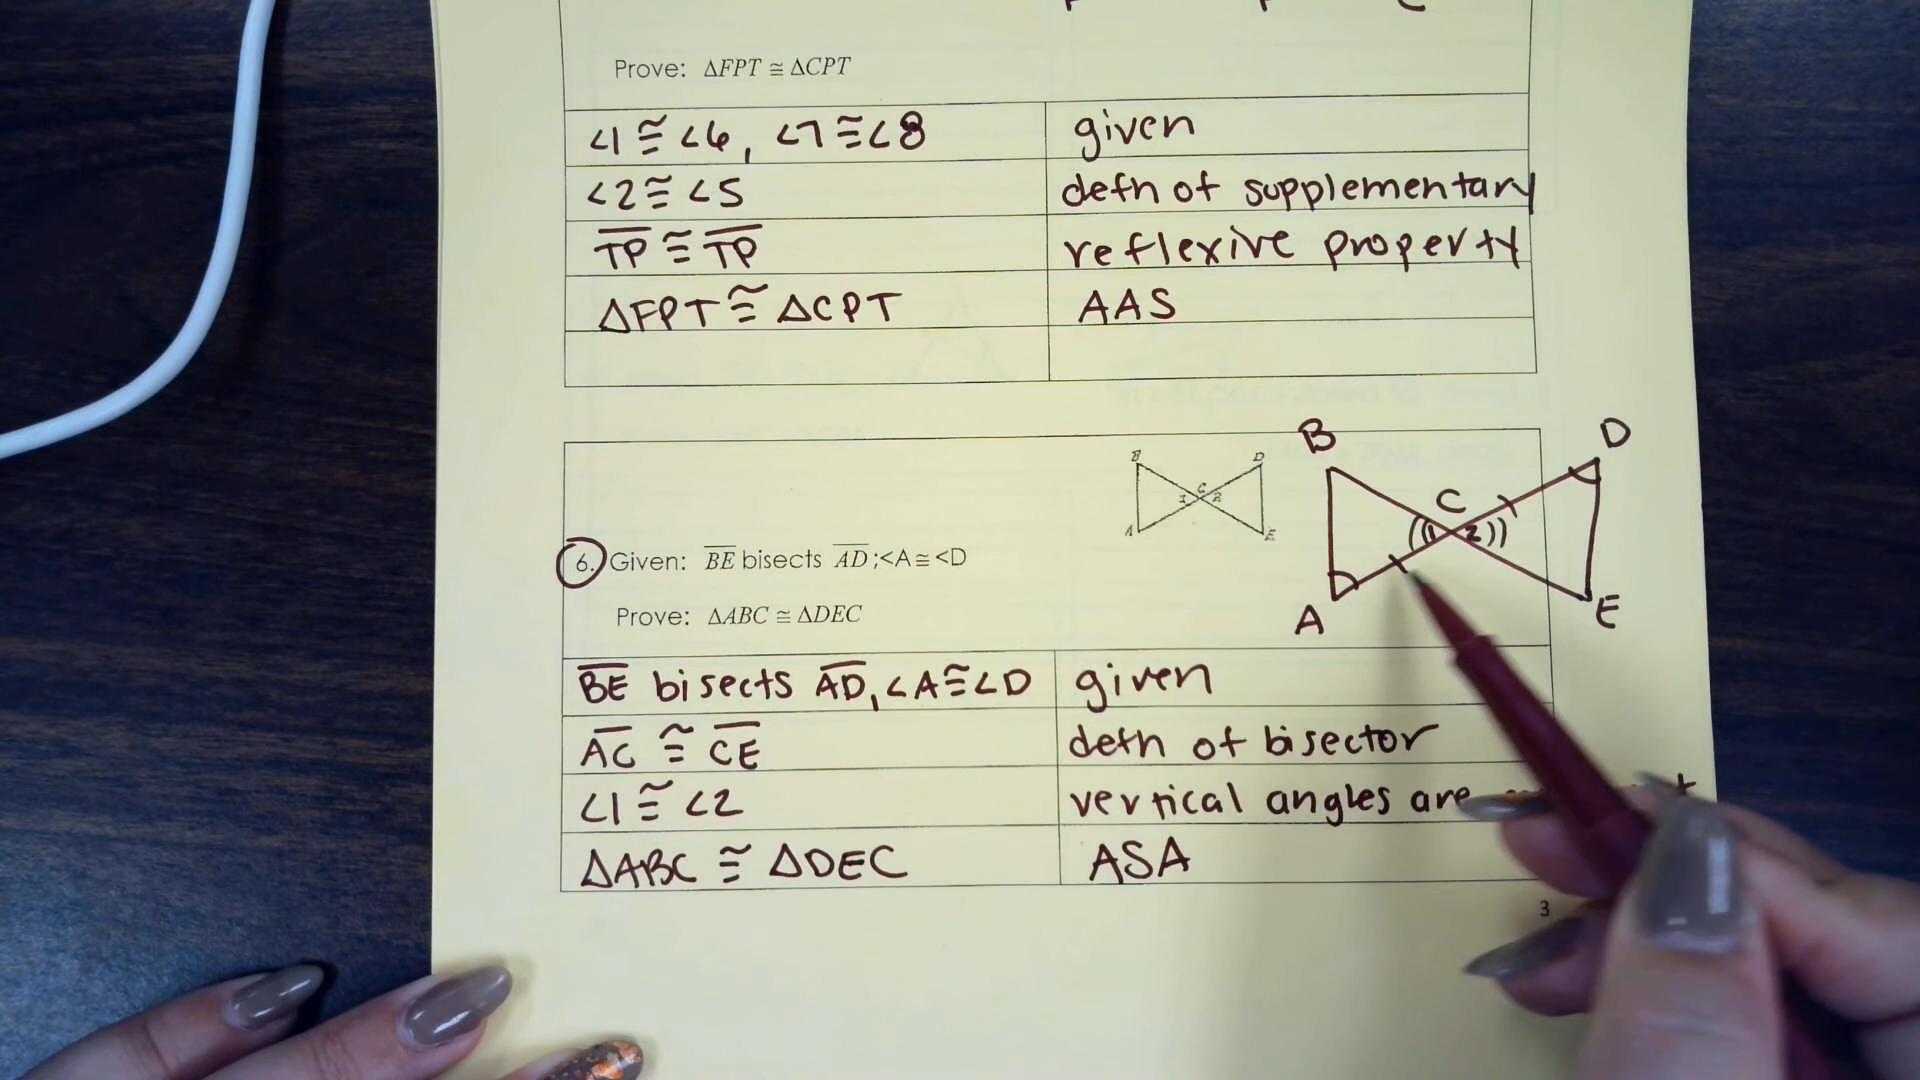 Prove: ΔFPT ≅ ΔCPT
<1 ≅ <6, <7 ≅ <8 given
<2 ≅ <5 defn of supplementary
TP ≅ TP reflexive property
ΔFPT ≅ ΔCPT AAS
B D
C
1 2
A E
B D
C
1 2
A E
6. Given: BE bisects AD;<A ≅ <D
Prove: ΔABC ≅ ΔDEC
BE bisects AD, <A ≅ <D given
AC ≅ CE defn of bisector
<1 ≅ <2 vertical angles are
ΔABC ≅ ΔDEC ASA
3